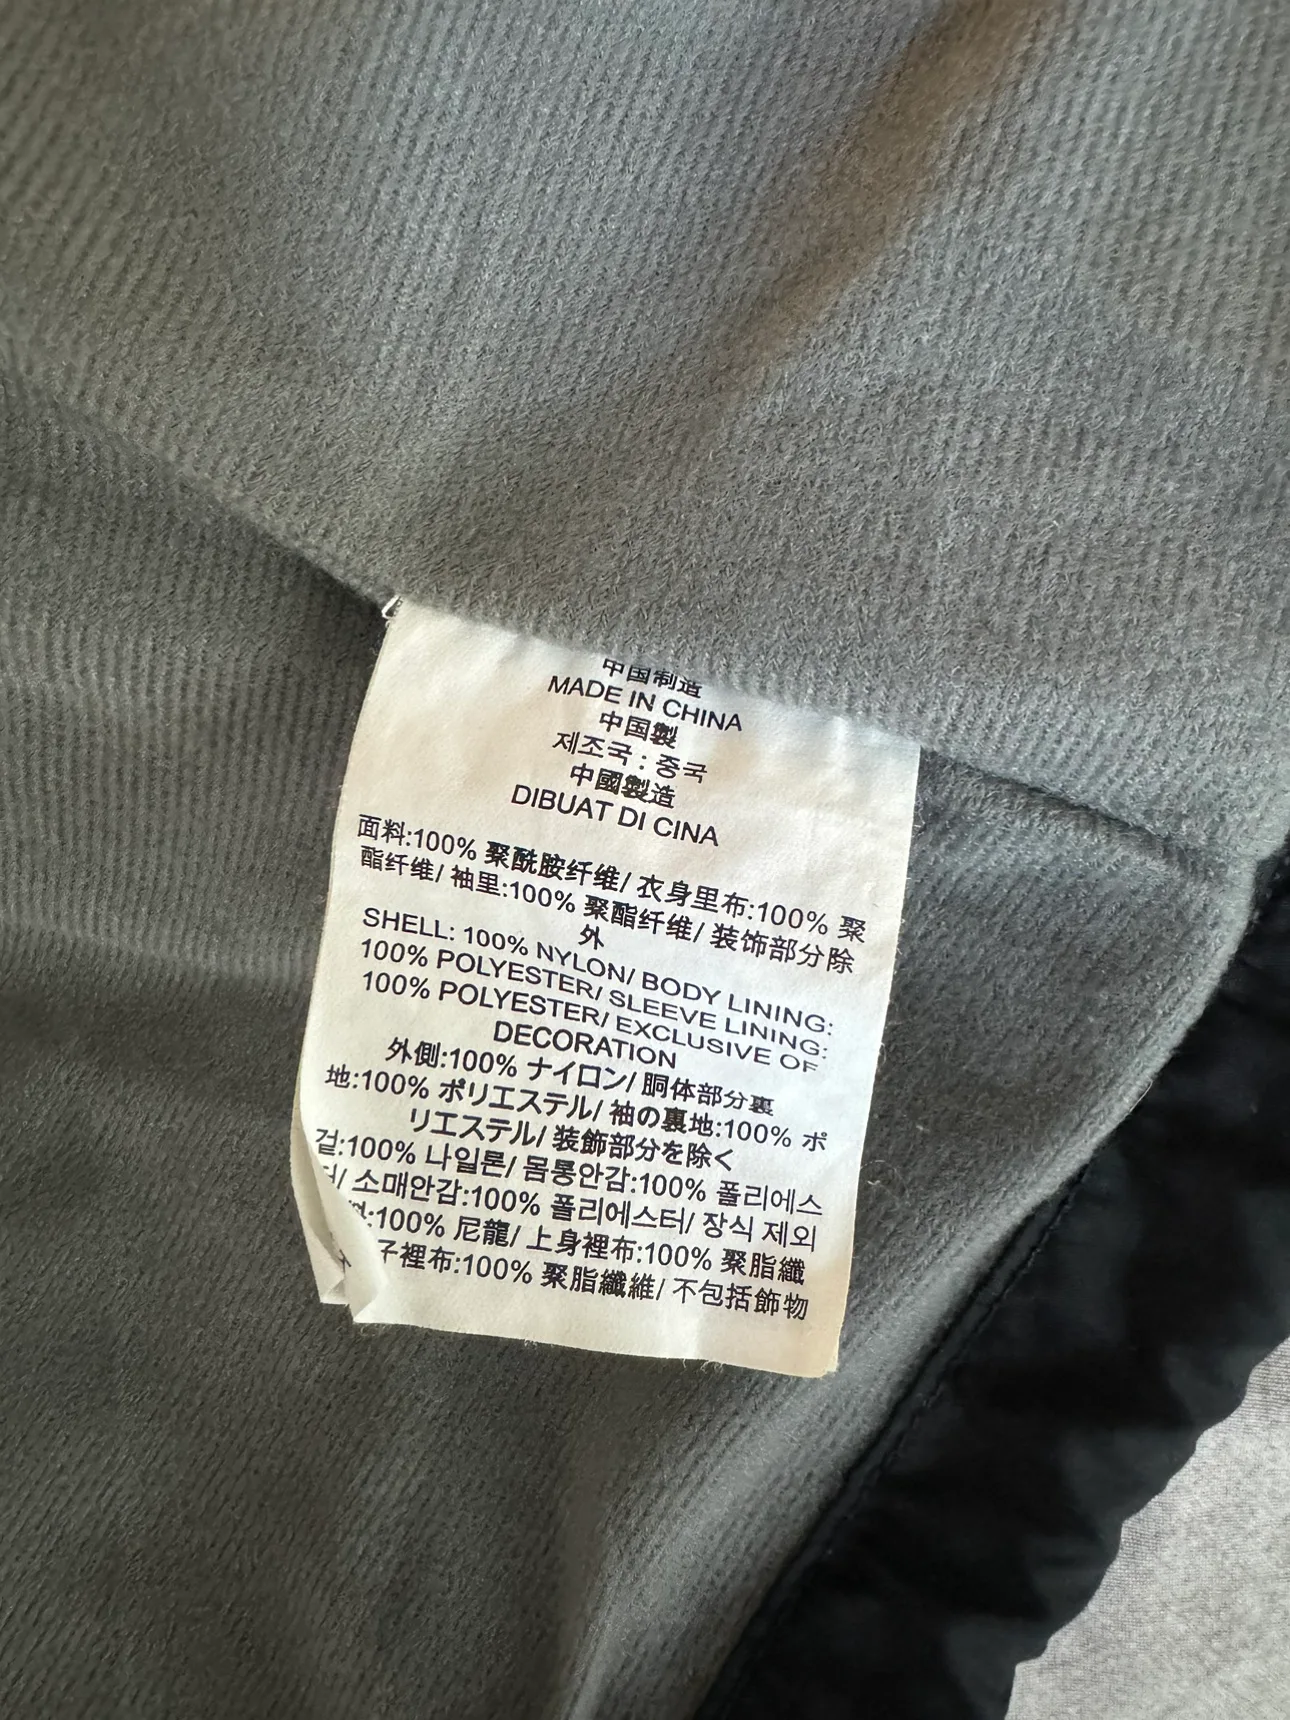 中国制造
MADE IN CHINA
中国製
제조국 : 중국
中國製造
DIBUAT DI CINA
面料:100% 聚酰胺纤维/ 衣身里布:100% 聚
酯纤维/ 袖里:100% 聚酯纤维/ 装饰部分除
外
SHELL: 100% NYLON/ BODY LINING:
100% POLYESTER/ SLEEVE LINING:
100% POLYESTER/ EXCLUSIVE OF
DECORATION
外側:100% ナイロン/ 胴体部分裏
地:100% ポリエステル/ 袖の裏地:100% ポ
リエステル/ 装飾部分を除く
겉:100% 나일론/ 몸통안감:100% 폴리에스
터/ 소매안감:100% 폴리에스터/ 장식 제외
:100% 尼龍/ 上身裡布:100% 聚脂纖
子裡布:100% 聚脂纖維/ 不包括飾物